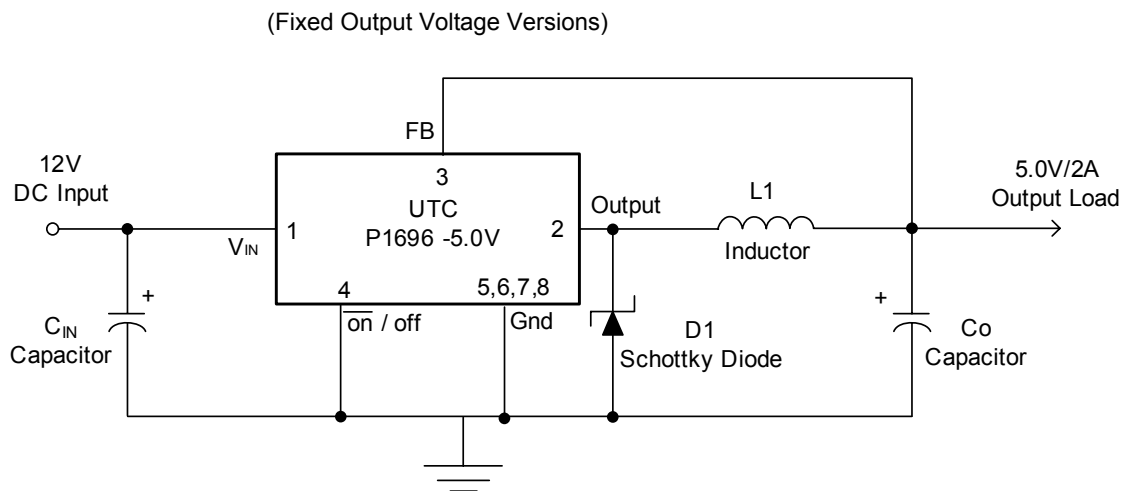 (Fixed Output Voltage Versions)
FB
12V
DC Input
3
5.0V/2A
Output Load
UTC
P1696 -5.0V
1
2
Output
L1
Inductor
VIN
4
5,6,7,8
on / off
Gnd
+
CIN
Capacitor
D1
Schottky Diode
+
Co
Capacitor